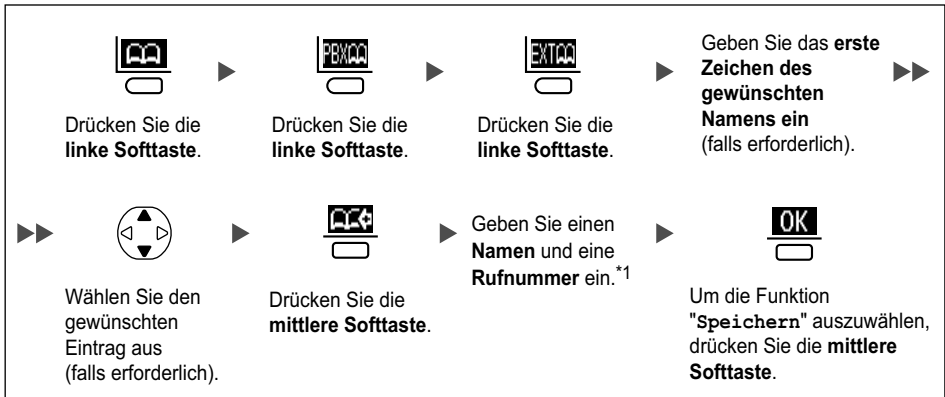 PBX
EXT
Drücken Sie die
linke Softtaste.
Drücken Sie die
linke Softtaste.
Drücken Sie die
linke Softtaste.
Geben Sie das erste
Zeichen des
gewünschten
Namens ein
(falls erforderlich).
Wählen Sie den
gewünschten
Eintrag aus
(falls erforderlich).
Drücken Sie die
mittlere Softtaste.
Geben Sie einen
Namen und eine
Rufnummer ein.*1
OK
Um die Funktion
"Speichern" auszuwählen,
drücken Sie die mittlere
Softtaste.